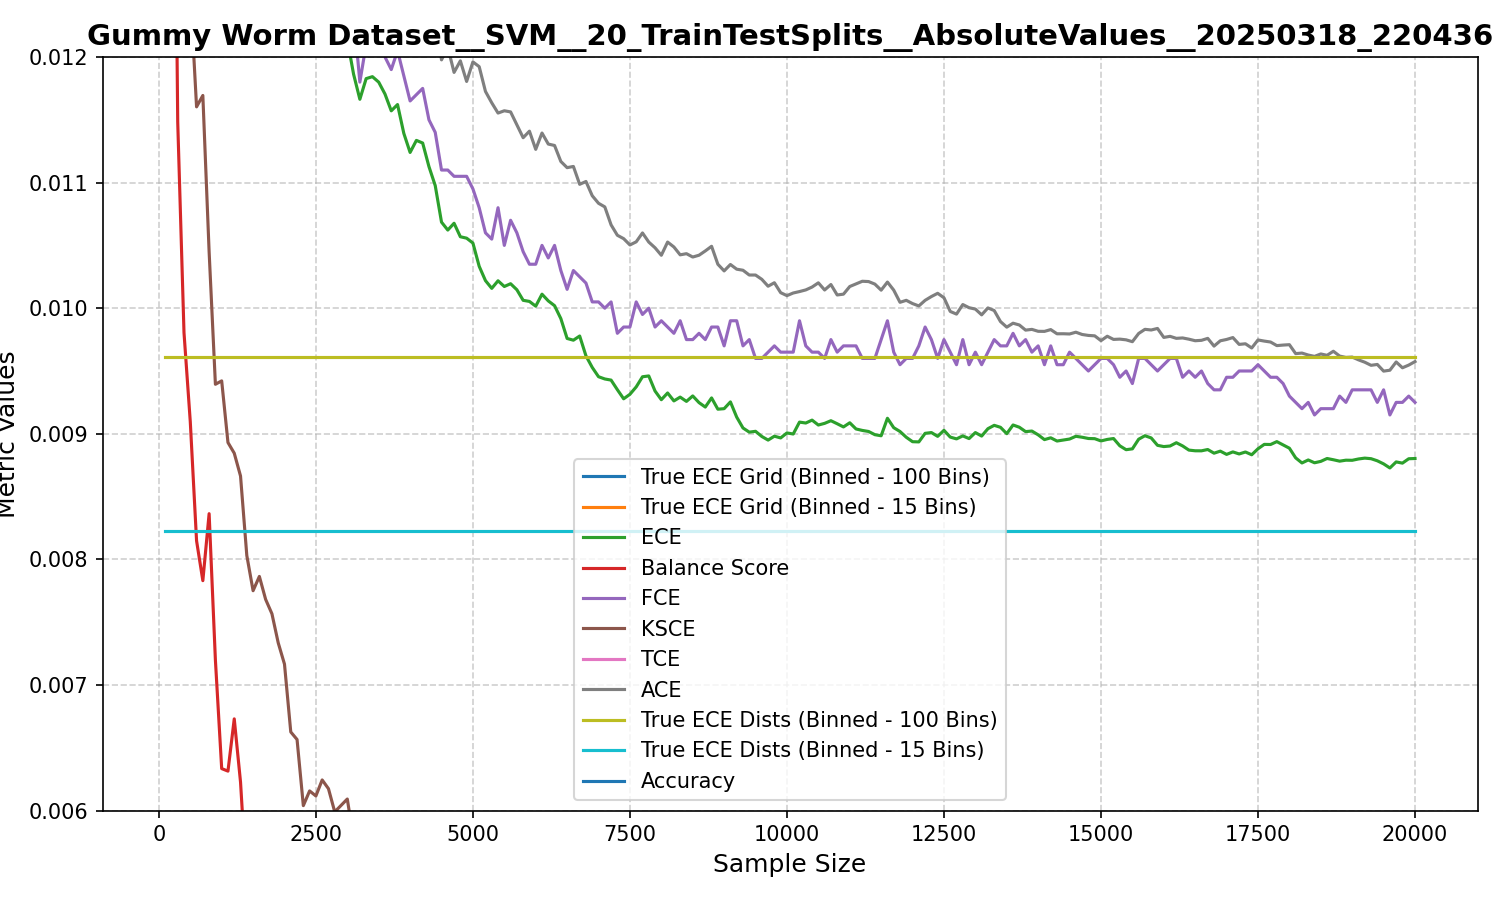 Gummy Worm Dataset__SVM__20_TrainTestSplits__AbsoluteValues__20250318_220436
Metric Values
0.012
0.011
0.010
0.009
0.008
0.007
0.006
True ECE Grid (Binned - 100 Bins)
True ECE Grid (Binned - 15 Bins)
ECE
Balance Score
FCE
KSCE
TCE
ACE
True ECE Dists (Binned - 100 Bins)
True ECE Dists (Binned - 15 Bins)
Accuracy
0 2500 5000 7500 10000 12500 15000 17500 20000
Sample Size